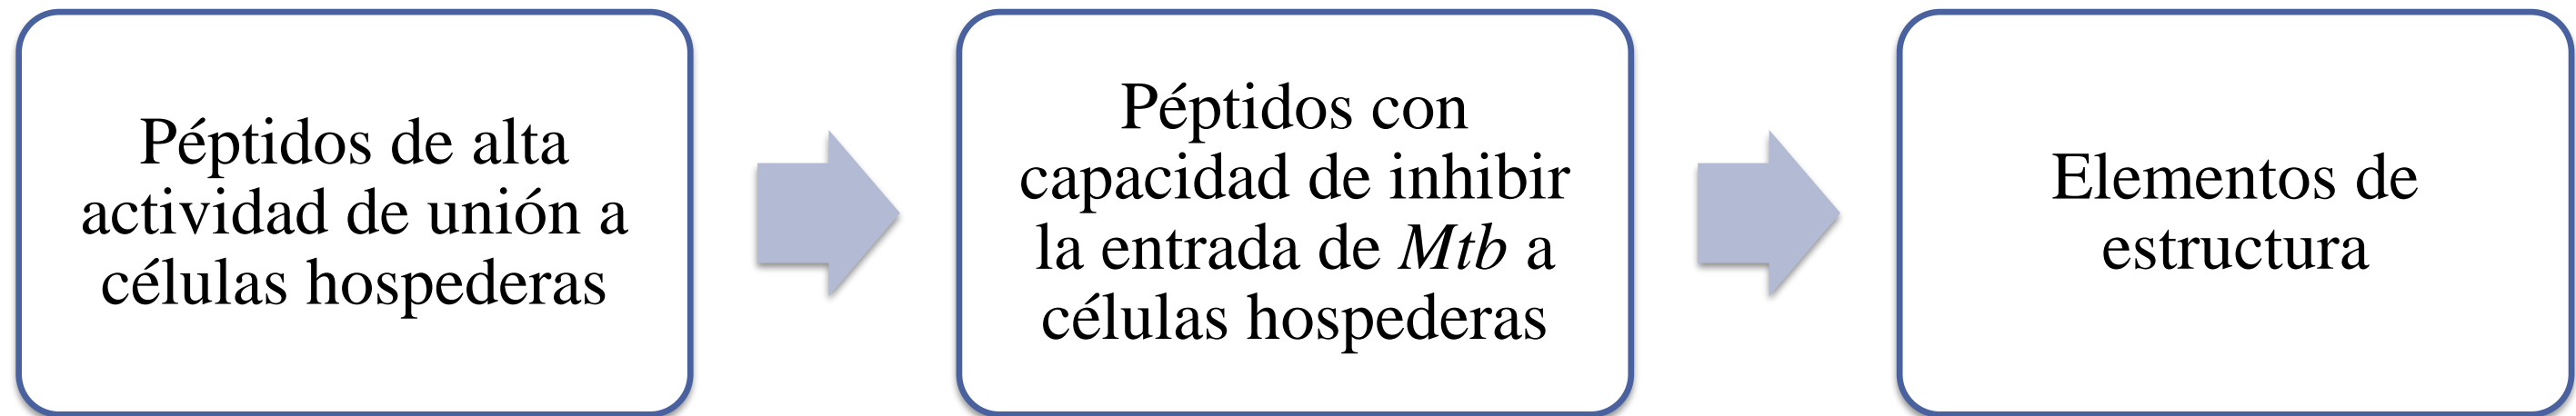 Péptidos de alta
actividad de unión a
células hospederas
Péptidos con
capacidad de inhibir
la entrada de Mtb a
células hospederas
Elementos de
estructura